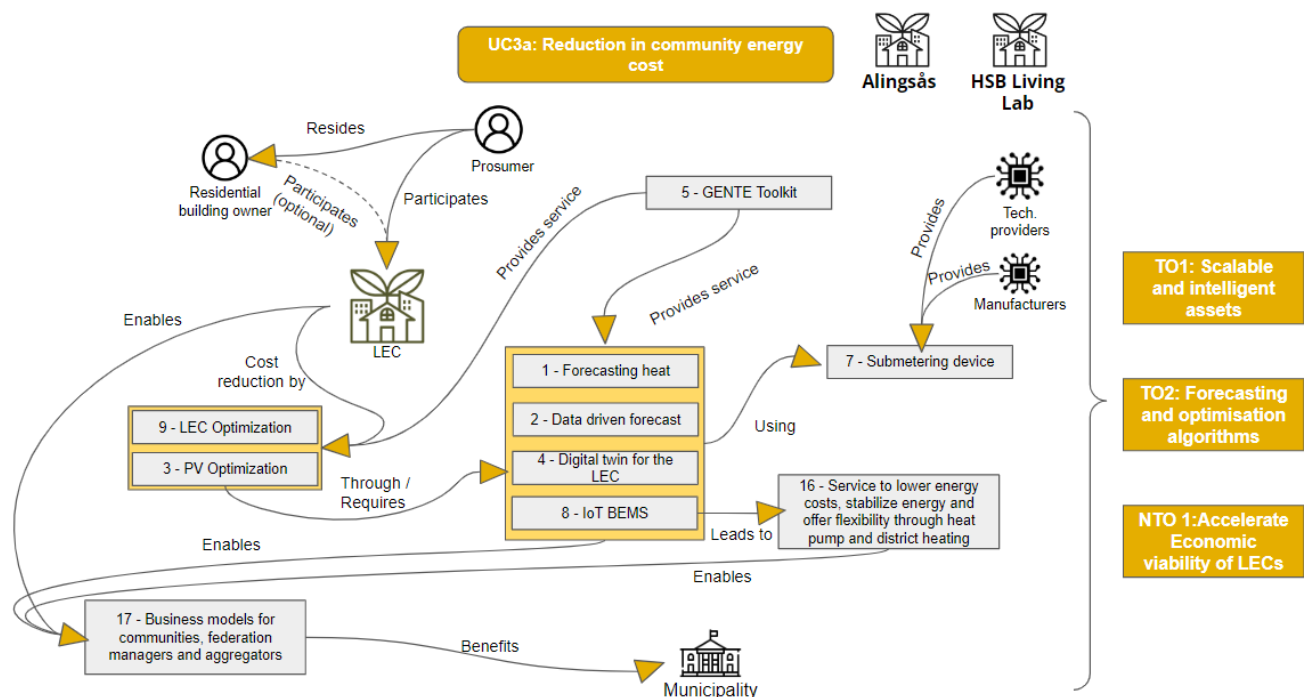 UC3a: Reduction in community energy
cost
Alingsås
HSB Living
Lab
Resides
Prosumer
Residential
building owner
Participates
(optional)
Participates
Provides service
5 - GENTE Toolkit
Provides service
Provides
Tech.
providers
Provides
Manufacturers
TO1: Scalable
and intelligent
assets
Enables
LEC
Cost
reduction by
1 - Forecasting heat
7 - Submetering device
9 - LEC Optimization
2 - Data driven forecast
Using
TO2: Forecasting
and optimisation
algorithms
3 - PV Optimization
Through /
Requires
4 - Digital twin for the
LEC
16 - Service to lower energy
costs, stabilize energy and
offer flexibility through heat
pump and district heating
8 - IoT BEMS
Leads to
NTO 1:Accelerate
Economic
viability of LECs
Enables
Enables
17 - Business models for
communities, federation
managers and aggregators
Benefits
Municipality